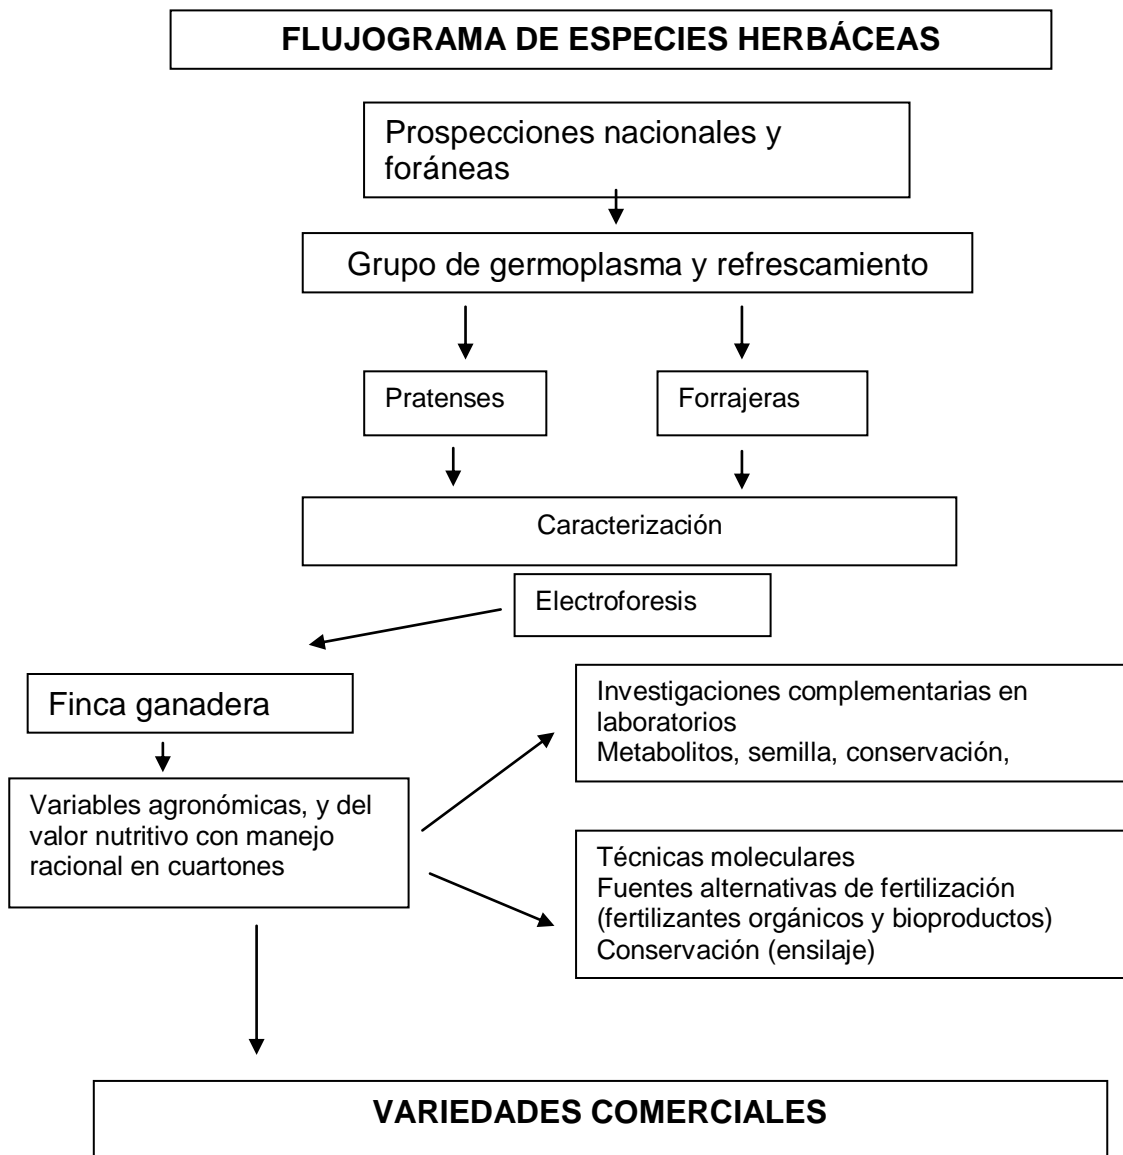 FLUJOGRAMA DE ESPECIES HERBÁCEAS
Prospecciones nacionales y
foráneas
Grupo de germoplasma y refrescamiento
Pratenses
Forrajeras
Caracterización
Electroforesis
Finca ganadera
Investigaciones complementarias en
laboratorios
Metabolitos, semilla, conservación,
Variables agronómicas, y del
valor nutritivo con manejo
racional en cuartones
Técnicas moleculares
Fuentes alternativas de fertilización
(fertilizantes orgánicos y bioproductos)
Conservación (ensilaje)
VARIEDADES COMERCIALES